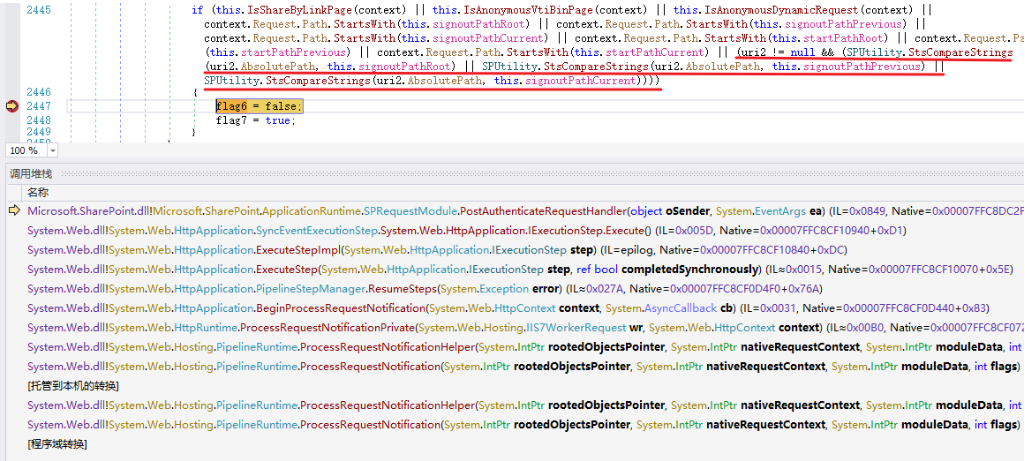 2445 if (this.IsShareByLinkPage(context) || this.IsAnonymousVtiBinPage(context) || this.IsAnonymousDynamicRequest(context) ||
context.Request.Path.StartsWith(this.signoutPathRoot) || context.Request.Path.StartsWith(this.signoutPathPrevious) ||
context.Request.Path.StartsWith(this.signoutPathCurrent) || context.Request.Path.StartsWith(this.startPathRoot) || context.Request.Pa
(this.startPathPrevious) || context.Request.Path.StartsWith(this.startPathCurrent) || (uri2 != null && (SPUtility.StsCompareStrings
(uri2.AbsolutePath, this.signoutPathRoot) || SPUtility.StsCompareStrings(uri2.AbsolutePath, this.signoutPathPrevious) ||
SPUtility.StsCompareStrings(uri2.AbsolutePath, this.signoutPathCurrent))))
2446 {
2447 flag6 = false;
2448 flag7 = true;
2449 }
100 %
调用堆栈
名称
Microsoft.SharePoint.dll!Microsoft.SharePoint.ApplicationRuntime.SPRequestModule.PostAuthenticateRequestHandler(object oSender, System.EventArgs ea) (IL=0x0849, Native=0x00007FFC8DC2F
System.Web.dll!System.Web.HttpApplication.SyncEventExecutionStep.System.Web.HttpApplication.IExecutionStep.Execute() (IL=0x005D, Native=0x00007FFC8CF10940+0xD1)
System.Web.dll!System.Web.HttpApplication.ExecuteStepImpl(System.Web.HttpApplication.IExecutionStep step) (IL=epilog, Native=0x00007FFC8CF10840+0xDC)
System.Web.dll!System.Web.HttpApplication.ExecuteStep(System.Web.HttpApplication.IExecutionStep step, ref bool completedSynchronously) (IL≈0x0015, Native=0x00007FFC8CF10070+0x5E)
System.Web.dll!System.Web.HttpApplication.PipelineStepManager.ResumeSteps(System.Exception error) (IL≈0x027A, Native=0x00007FFC8CF0D4F0+0x76A)
System.Web.dll!System.Web.HttpApplication.BeginProcessRequestNotification(System.Web.HttpContext context, System.AsyncCallback cb) (IL=0x0031, Native=0x00007FFC8CF0D440+0x83)
System.Web.dll!System.Web.HttpRuntime.ProcessRequestNotificationPrivate(System.Web.Hosting.IIS7WorkerRequest wr, System.Web.HttpContext context) (IL≈0x00B0, Native=0x00007FFC8CF072
System.Web.dll!System.Web.Hosting.PipelineRuntime.ProcessRequestNotificationHelper(System.IntPtr rootedObjectsPointer, System.IntPtr nativeRequestContext, System.IntPtr moduleData, int
System.Web.dll!System.Web.Hosting.PipelineRuntime.ProcessRequestNotification(System.IntPtr rootedObjectsPointer, System.IntPtr nativeRequestContext, System.IntPtr moduleData, int flags)
[托管到本机的转换]
System.Web.dll!System.Web.Hosting.PipelineRuntime.ProcessRequestNotificationHelper(System.IntPtr rootedObjectsPointer, System.IntPtr nativeRequestContext, System.IntPtr moduleData, int
System.Web.dll!System.Web.Hosting.PipelineRuntime.ProcessRequestNotification(System.IntPtr rootedObjectsPointer, System.IntPtr nativeRequestContext, System.IntPtr moduleData, int flags)
[程序域转换]